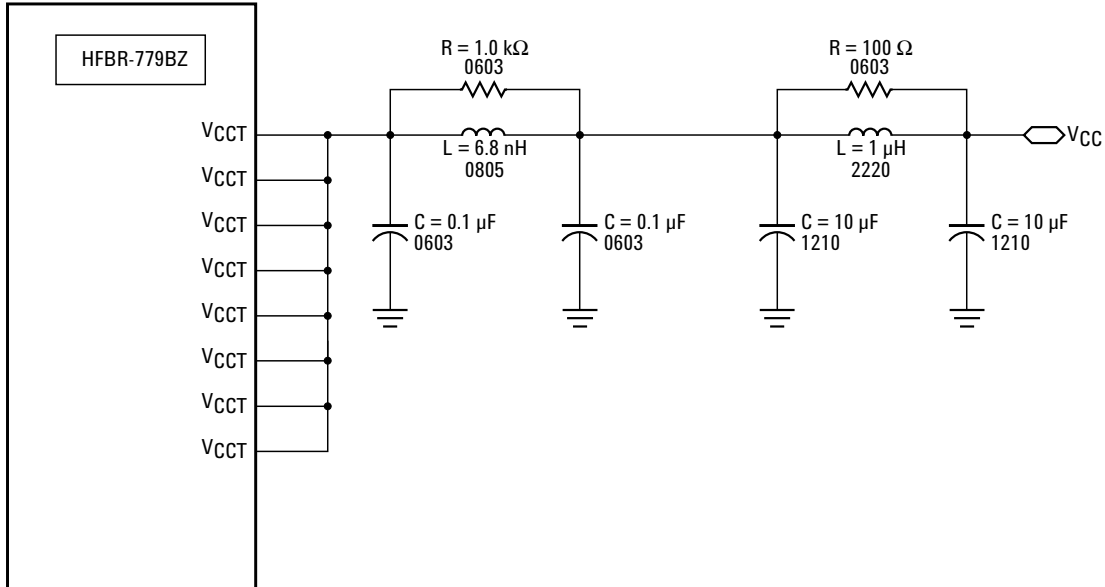 HFBR-779BZ
R = 1.0 kΩ
0603
R = 100 Ω
0603
VCCT
L = 6.8 nH
0805
L = 1 µH
2220
VCC
VCCT
VCCT
C = 0.1 µF
0603
C = 0.1 µF
0603
C = 10 µF
1210
C = 10 µF
1210
VCCT
VCCT
VCCT
VCCT
VCCT